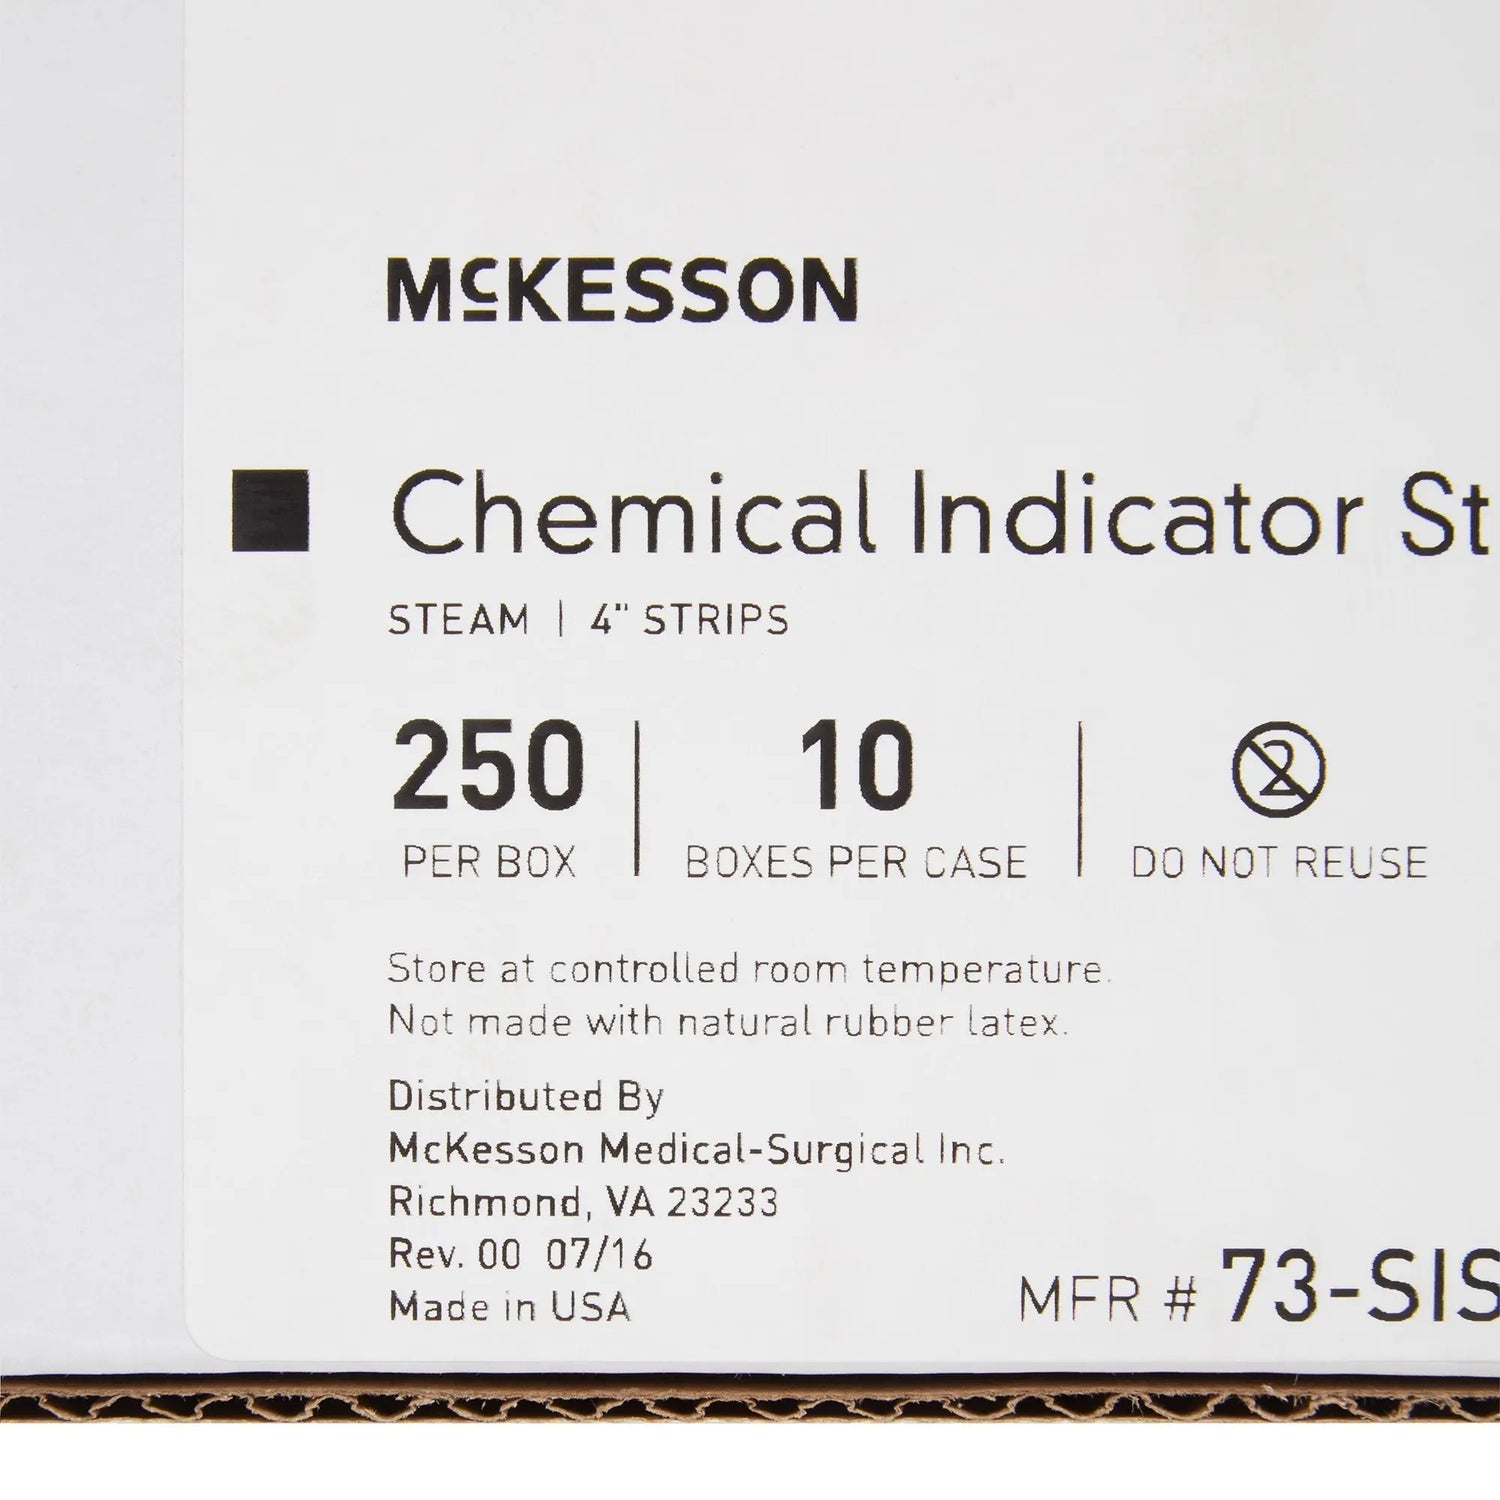 McKESSON
Chemical Indicator St
STEAM | 4" STRIPS
250 | 10 | 2
PER BOX | BOXES PER CASE | DO NOT REUSE
Store at controlled room temperature.
Not made with natural rubber latex.
Distributed By
McKesson Medical-Surgical Inc.
Richmond, VA 23233
Rev. 00 07/16
Made in USA
MFR # 73-SIS